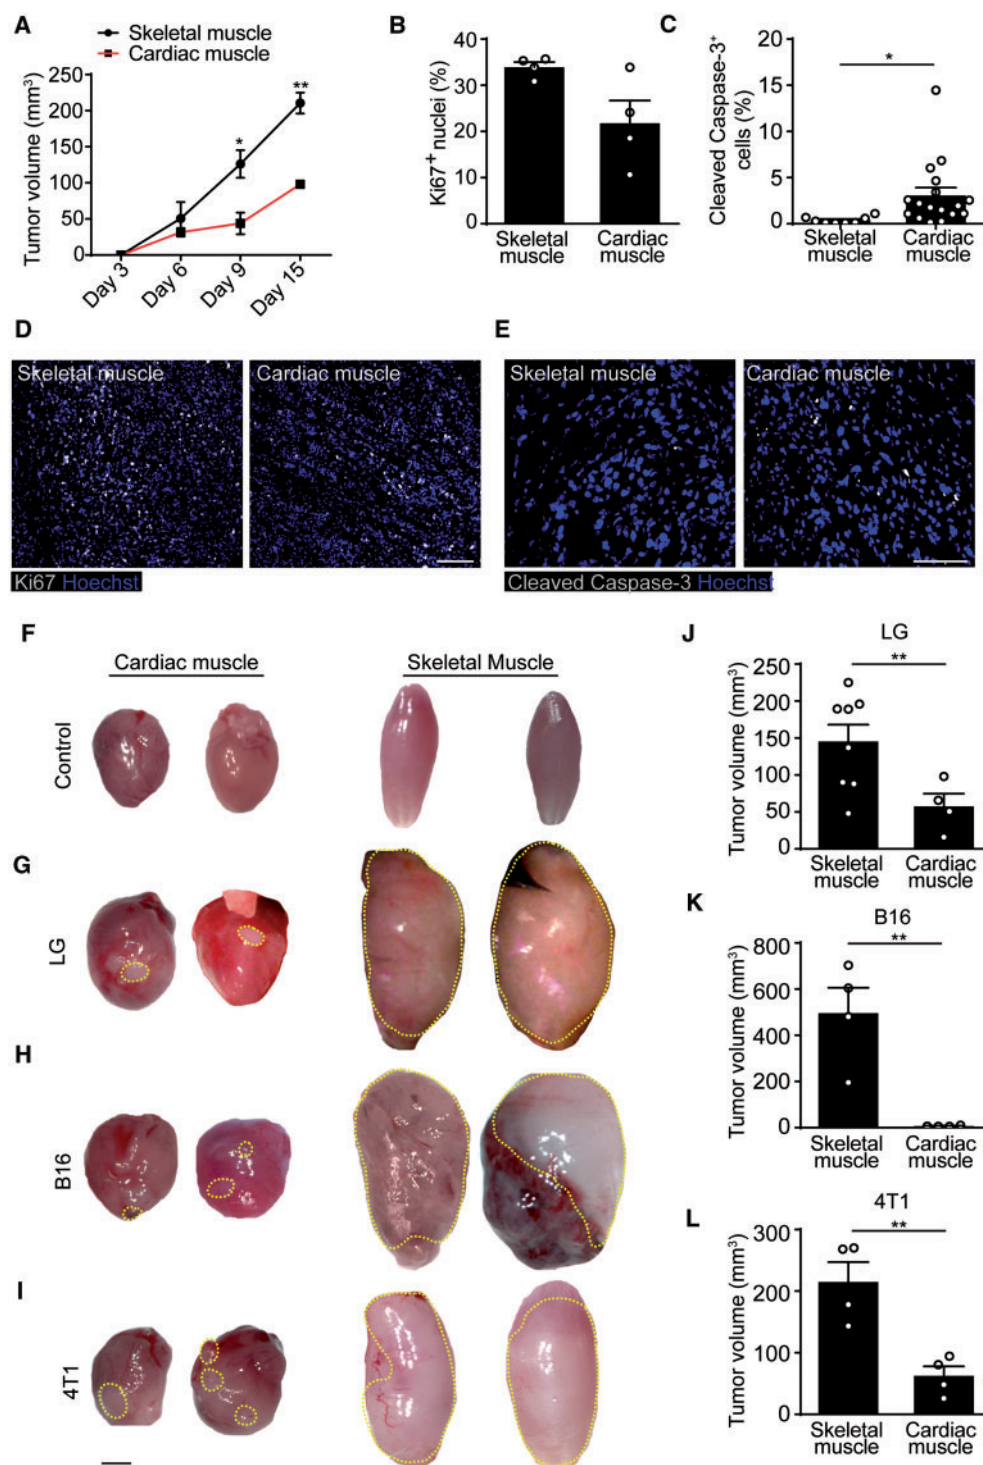 A
Skeletal muscle
Cardiac muscle
Tumor volume (mm³)
250
200
150
100
50
0
*
**
Day 3
Day 6
Day 9
Day 15
B
Ki67⁺ nuclei (%)
40
30
20
10
0
Skeletal muscle
Cardiac muscle
C
Cleaved Caspase-3⁺ cells (%)
20
15
10
5
0
*
Skeletal muscle
Cardiac muscle
D
Skeletal muscle
Cardiac muscle
Ki67 Hoechst
E
Skeletal muscle
Cardiac muscle
Cleaved Caspase-3 Hoechst
F
Cardiac muscle
Skeletal Muscle
Control
G
LG
H
B16
I
4T1
J
LG
Tumor volume (mm³)
250
200
150
100
50
0
**
Skeletal muscle
Cardiac muscle
K
B16
Tumor volume (mm³)
800
600
400
200
0
**
Skeletal muscle
Cardiac muscle
L
4T1
Tumor volume (mm³)
300
200
100
0
**
Skeletal muscle
Cardiac muscle